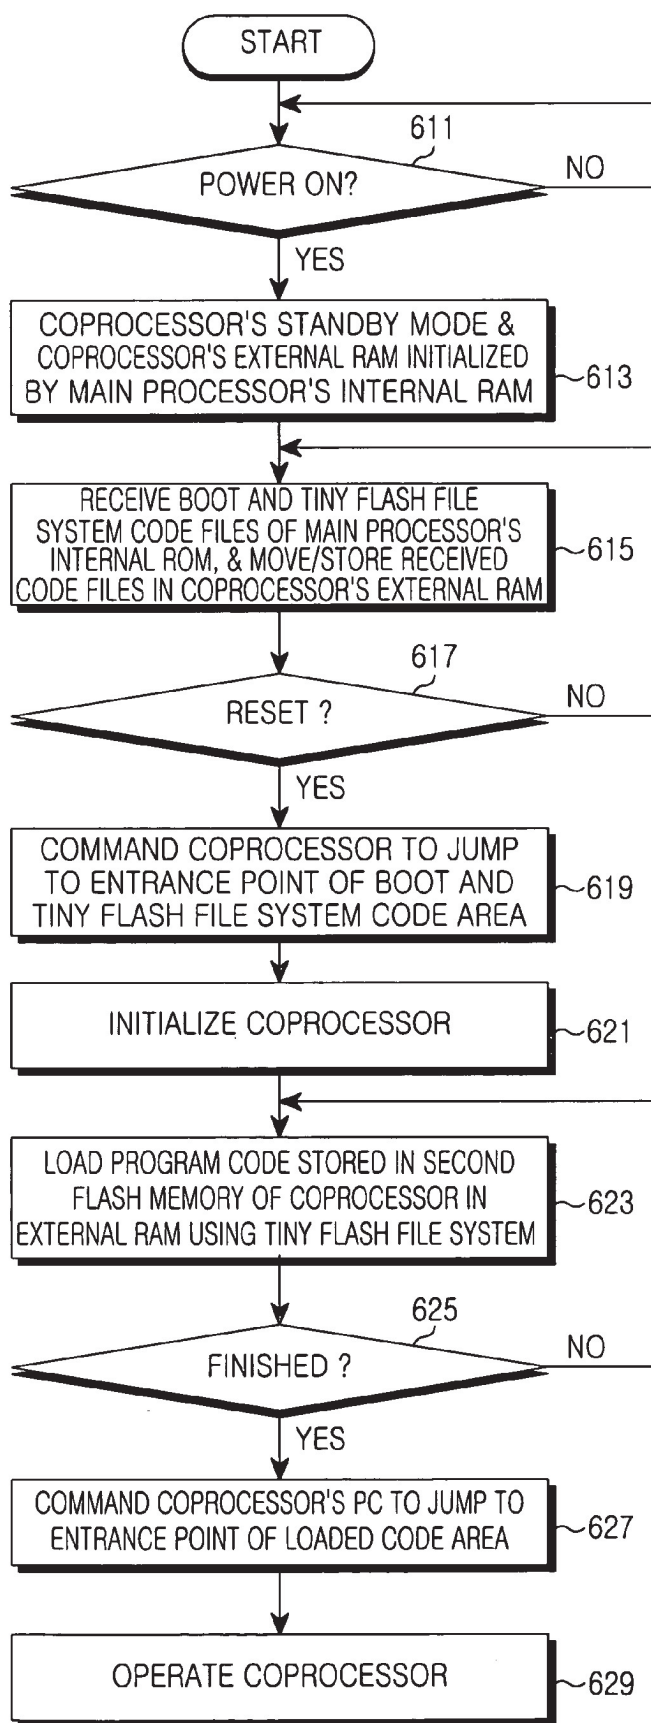 START
611
POWER ON?
NO
YES
COPROCESSOR'S STANDBY MODE &
COPROCESSOR'S EXTERNAL RAM INITIALIZED
BY MAIN PROCESSOR'S INTERNAL RAM
613
RECEIVE BOOT AND TINY FLASH FILE
SYSTEM CODE FILES OF MAIN PROCESSOR'S
INTERNAL ROM, & MOVE/STORE RECEIVED
CODE FILES IN COPROCESSOR'S EXTERNAL RAM
615
617
RESET ?
NO
YES
COMMAND COPROCESSOR TO JUMP
TO ENTRANCE POINT OF BOOT AND
TINY FLASH FILE SYSTEM CODE AREA
619
INITIALIZE COPROCESSOR
621
LOAD PROGRAM CODE STORED IN SECOND
FLASH MEMORY OF COPROCESSOR IN
EXTERNAL RAM USING TINY FLASH FILE SYSTEM
623
625
FINISHED ?
NO
YES
COMMAND COPROCESSOR'S PC TO JUMP TO
ENTRANCE POINT OF LOADED CODE AREA
627
OPERATE COPROCESSOR
629